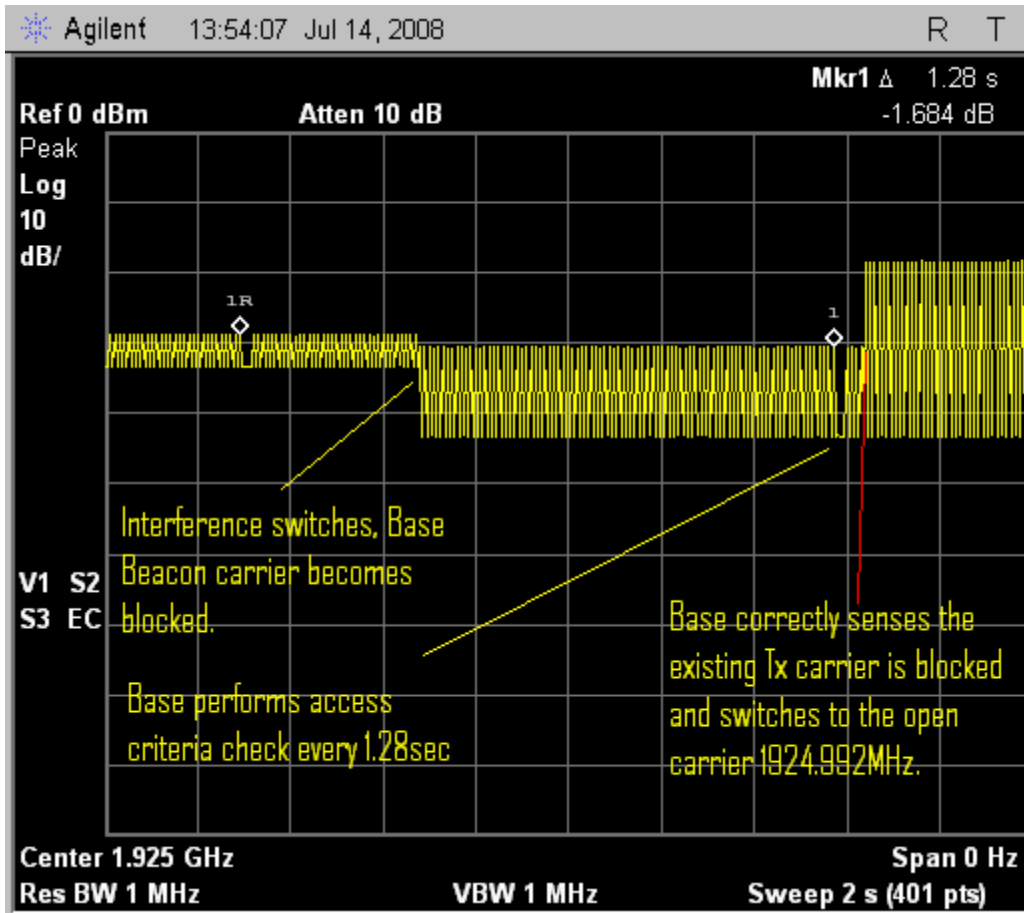 Agilent 13:54:07 Jul 14, 2008 R T
Mkr1 Δ 1.28 s
Ref 0 dBm Atten 10 dB -1.684 dB
Peak
Log
10
dB/
1R
1
Interference switches, Base
Beacon carrier becomes
blocked.
V1 S2
S3 EC
Base performs access
criteria check every 1.28sec
Base correctly senses the
existing Tx carrier is blocked
and switches to the open
carrier 1924.992MHz.
Center 1.925 GHz Span 0 Hz
Res BW 1 MHz VBW 1 MHz Sweep 2 s (401 pts)